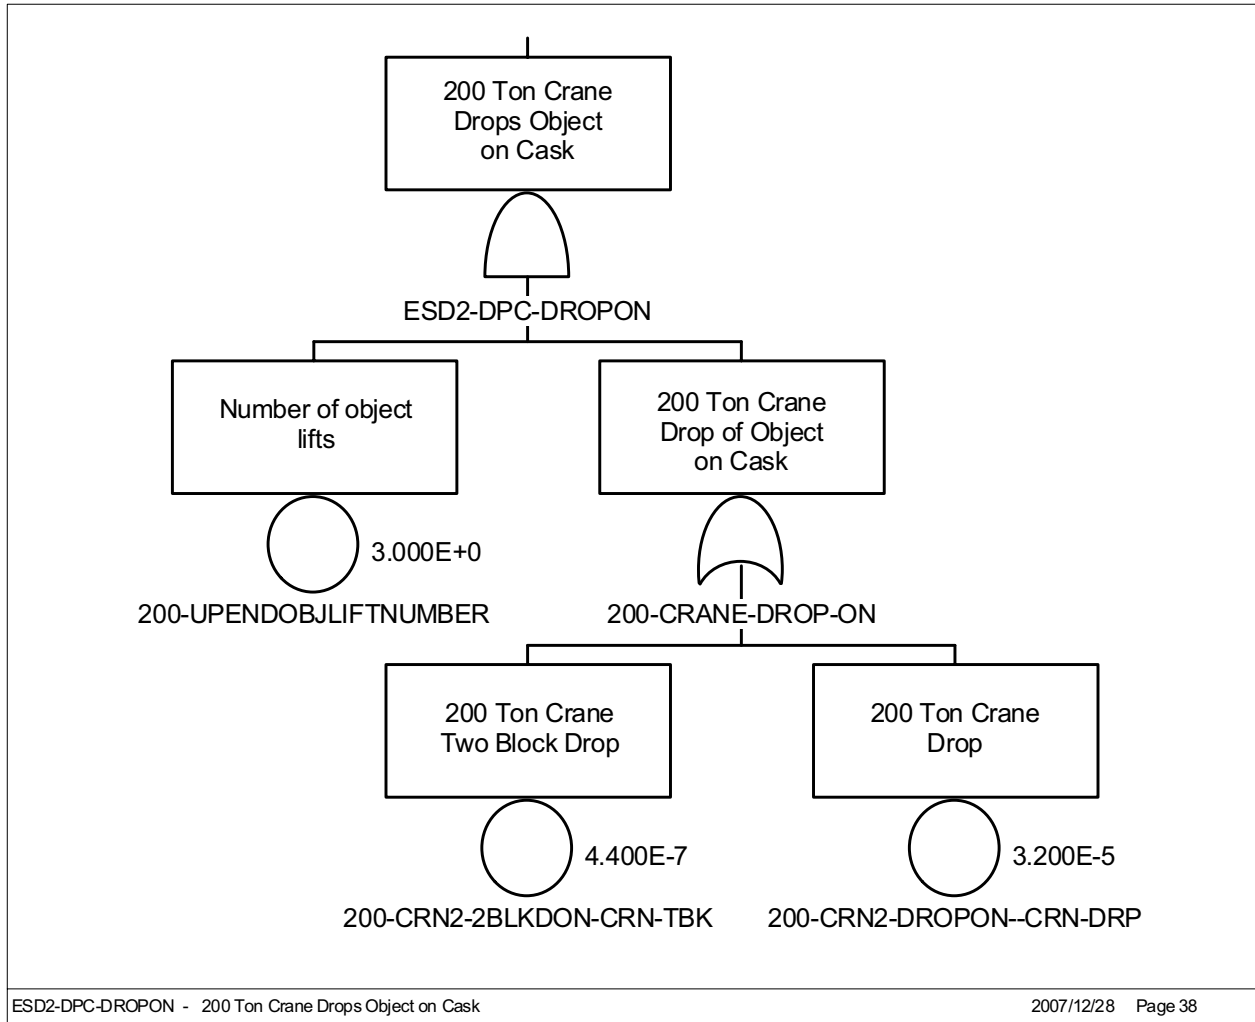 200 Ton Crane
Drops Object
on Cask
ESD2-DPC-DROPON
Number of object
lifts
3.000E+0
200-UPENDOBJLIFTNUMBER
200 Ton Crane
Drop of Object
on Cask
200-CRANE-DROP-ON
200 Ton Crane
Two Block Drop
4.400E-7
200-CRN2-2BLKDON-CRN-TBK
200 Ton Crane
Drop
3.200E-5
200-CRN2-DROPON--CRN-DRP
ESD2-DPC-DROPON - 200 Ton Crane Drops Object on Cask
2007/12/28 Page 38